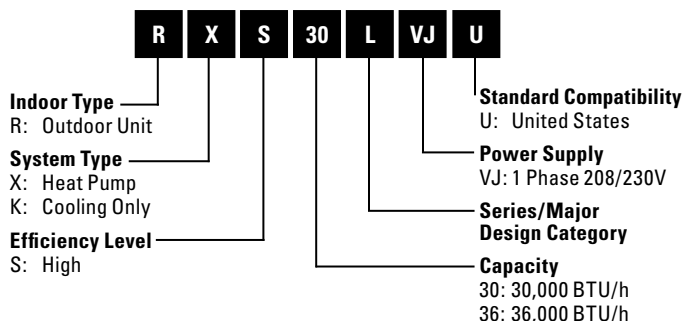 R X S 30 L VJ U
Indoor Type
R: Outdoor Unit
System Type
X: Heat Pump
K: Cooling Only
Efficiency Level
S: High
Standard Compatibility
U: United States
Power Supply
VJ: 1 Phase 208/230V
Series/Major
Design Category
Capacity
30: 30,000 BTU/h
36: 36,000 BTU/h